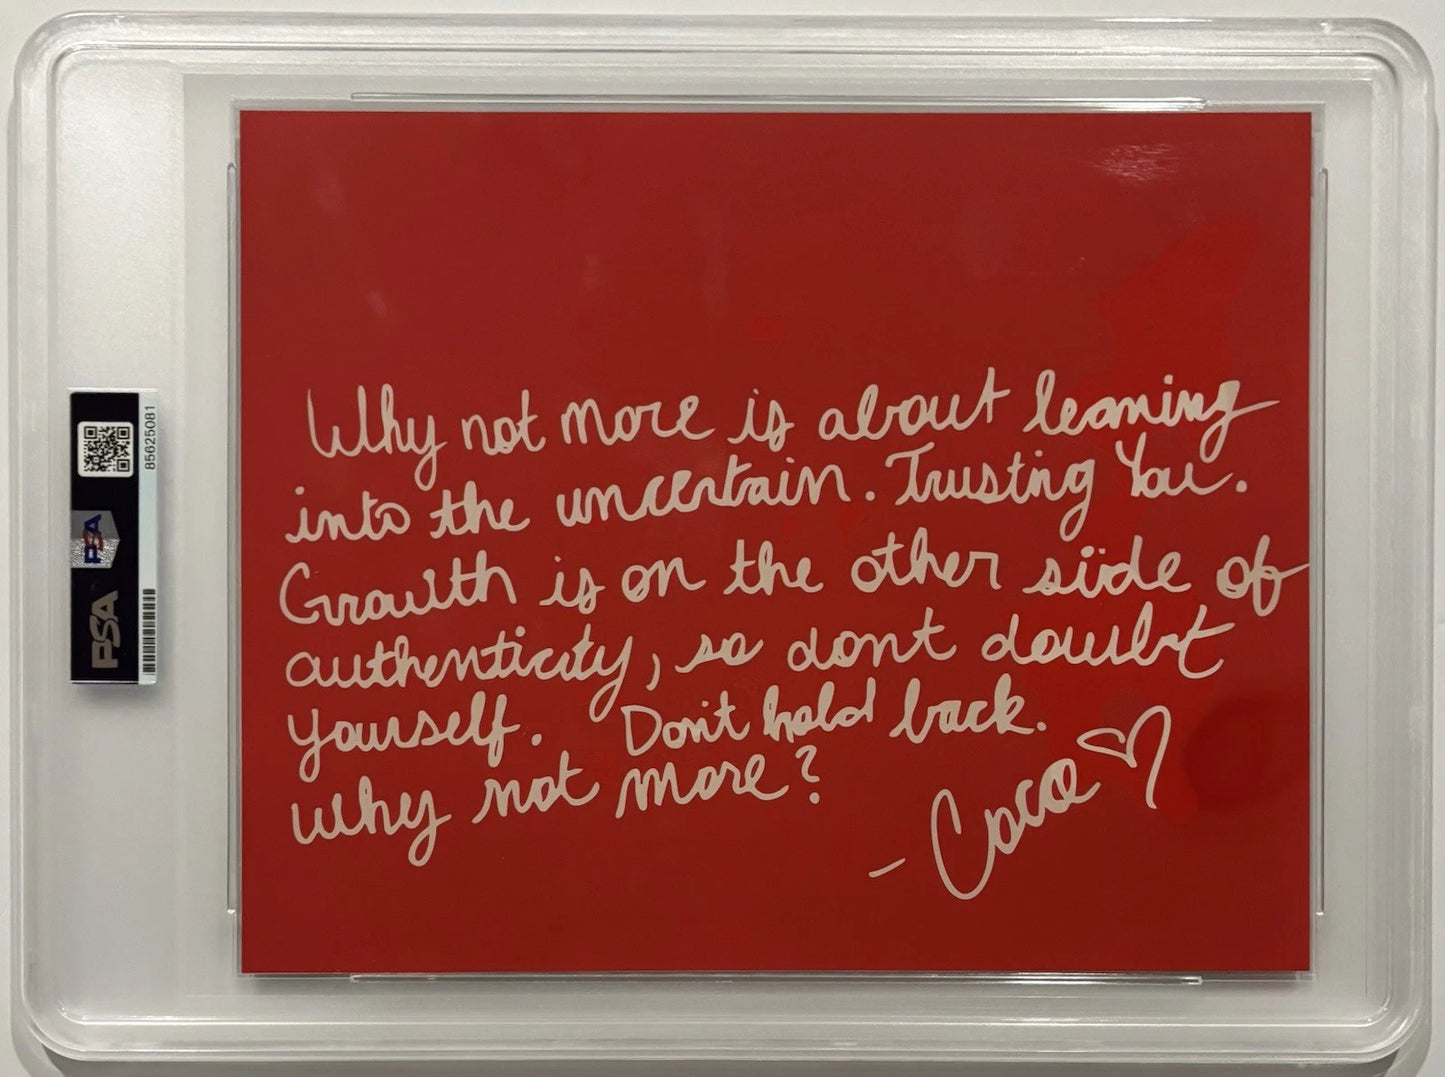 Why not more is about leaning
into the uncertain. Trusting You.
Growth is on the other side of
authenticity, so dont doubt
yourself. Don't hold back.
Why not more?
- Coco ♡
PSA
PSA
85625081